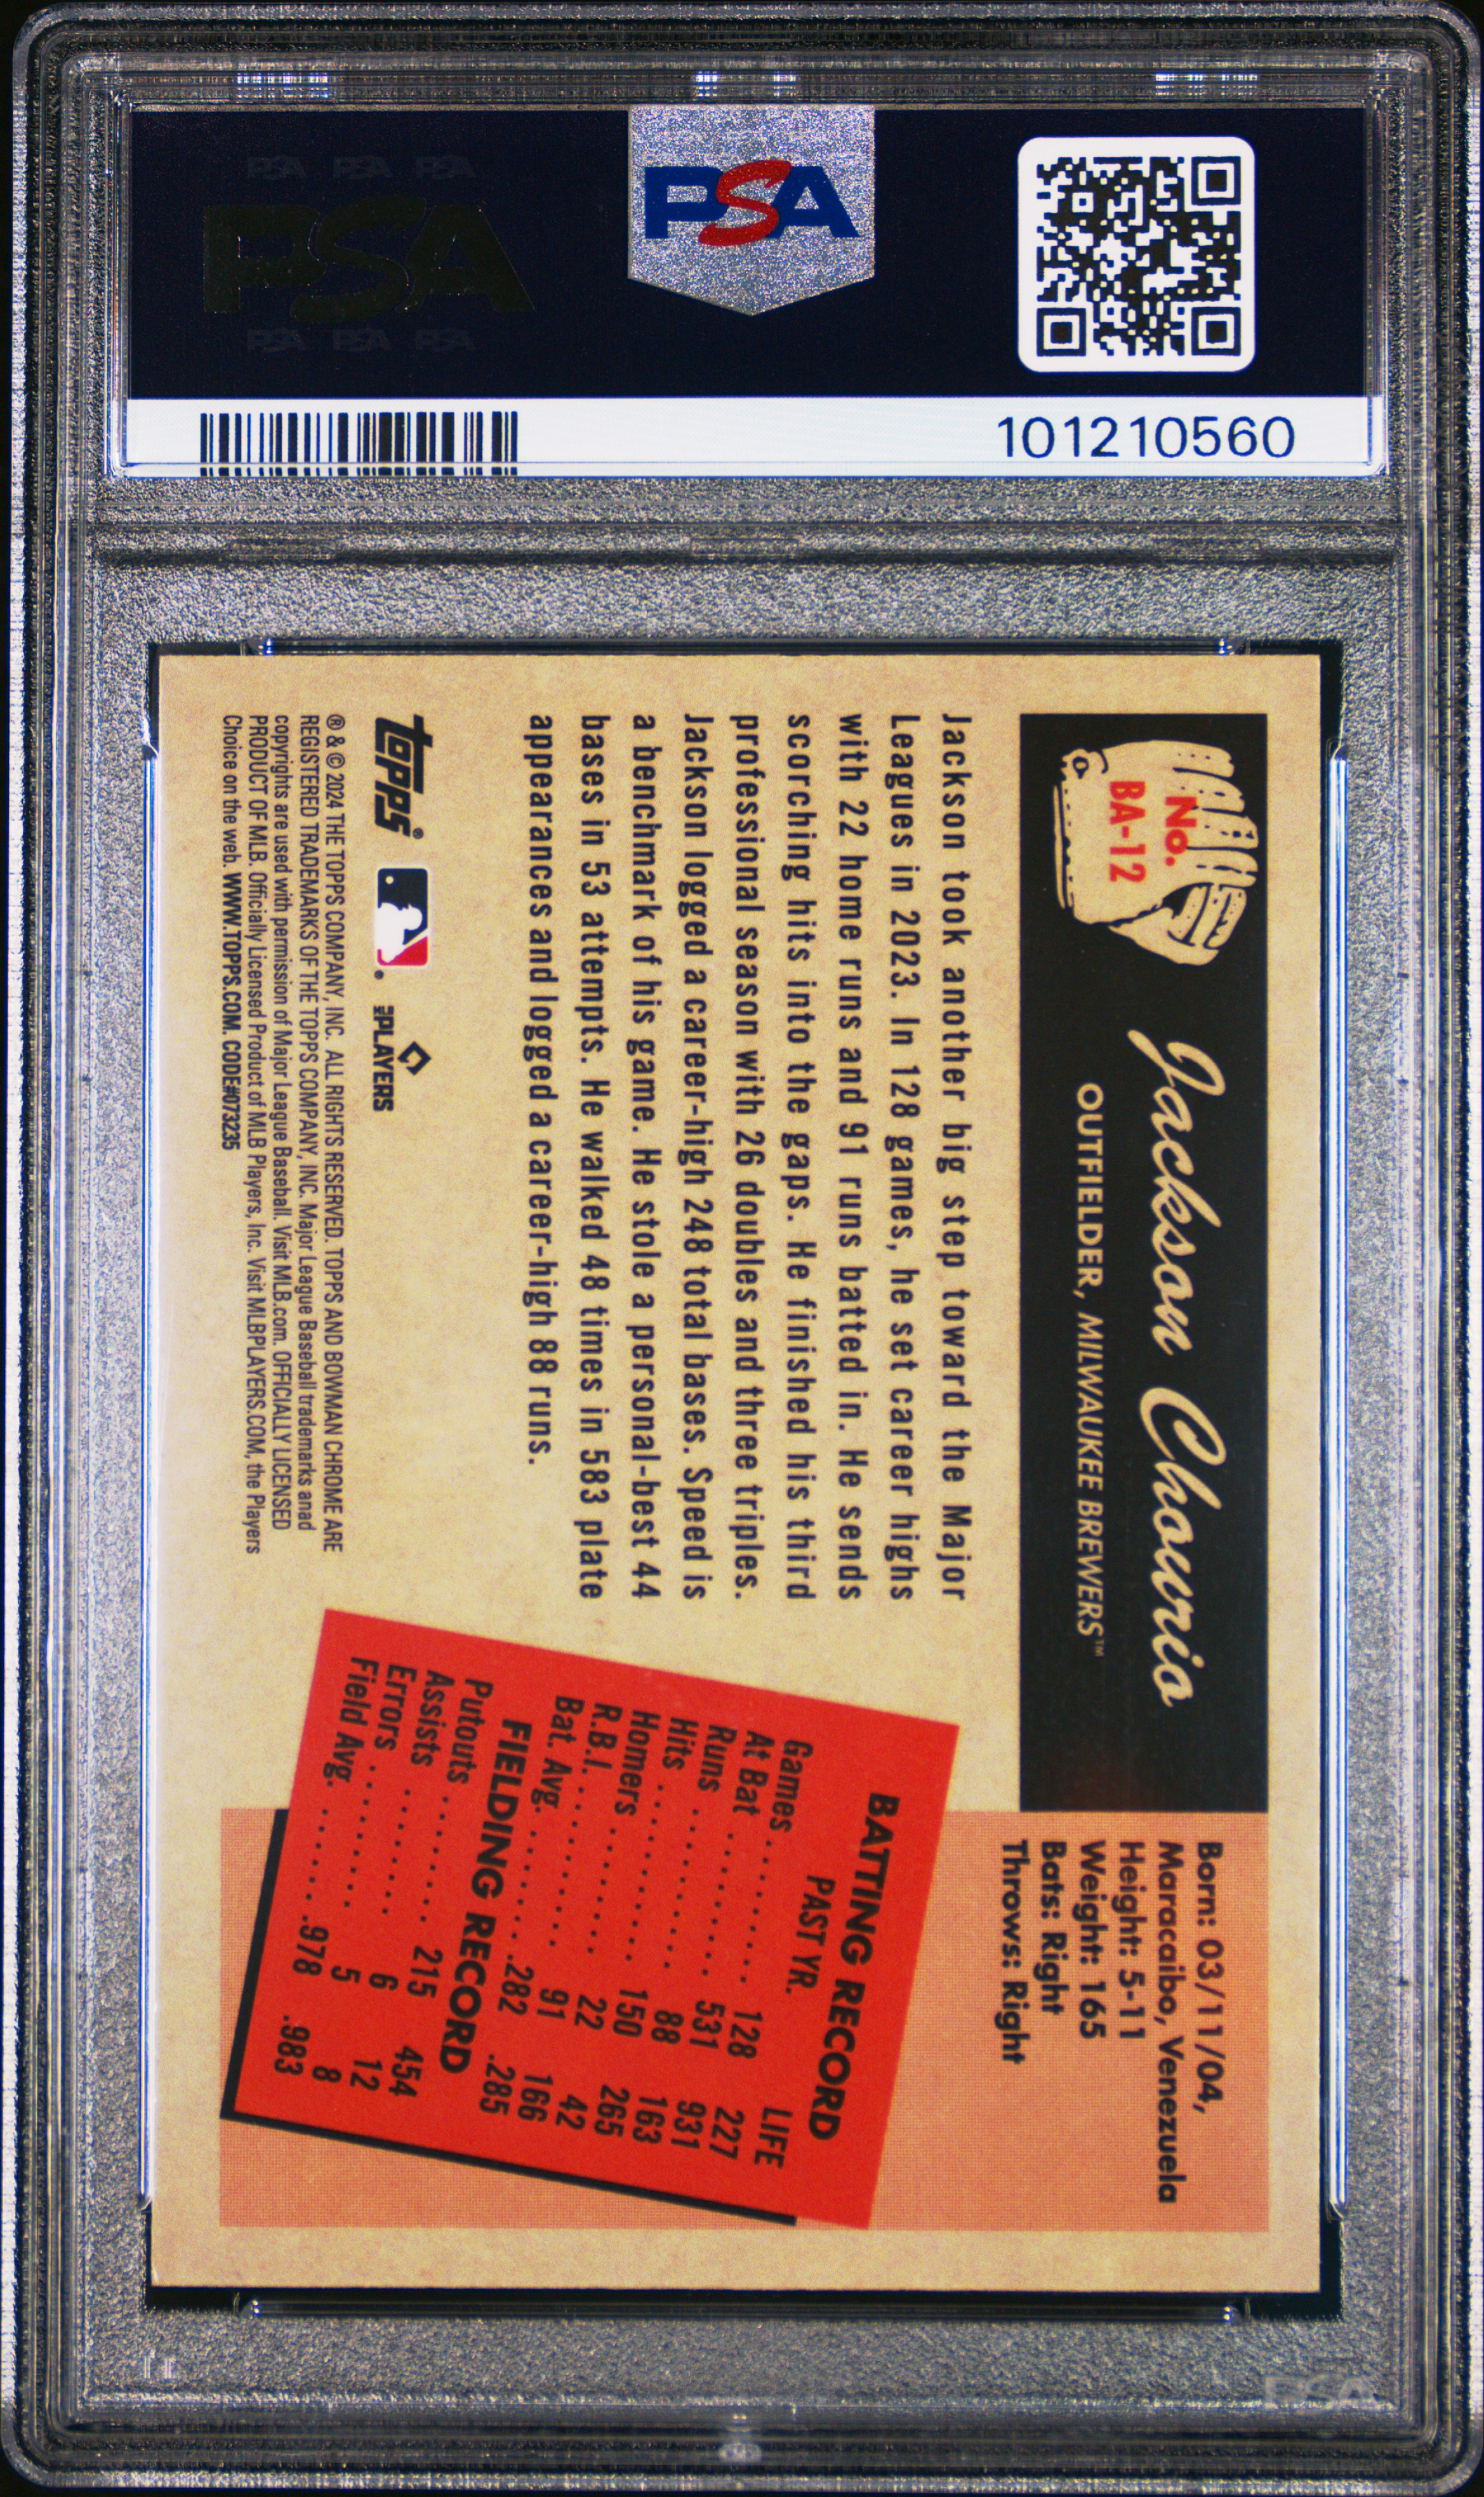 PSA PSA PSA
PSA
PSA PSA PSA
PSA
101210560
No.
BA-12
Jackson Chourio
OUTFIELDER, MILWAUKEE BREWERS™
Born: 03/11/04,
Maracaibo, Venezuela
Height: 5-11
Weight: 165
Bats: Right
Throws: Right
Jackson took another big step toward the Major
Leagues in 2023. In 128 games, he set career highs
with 22 home runs and 91 runs batted in. He sends
scorching hits into the gaps. He finished his third
professional season with 26 doubles and three triples.
Jackson logged a career-high 248 total bases. Speed is
a benchmark of his game. He stole a personal-best 44
bases in 53 attempts. He walked 48 times in 583 plate
appearances and logged a career-high 88 runs.
BATTING RECORD
PAST YR. LIFE
Games . . . . . . . . . . 128 227
At Bat . . . . . . . . . . 531 931
Runs . . . . . . . . . . 88 163
Hits . . . . . . . . . . 150 265
Homers . . . . . . . . 22 42
R.B.I. . . . . . . . . . . 91 166
Bat. Avg. . . . . . . . .282 .285
FIELDING RECORD
Putouts . . . . . . . . 215 454
Assists . . . . . . . . 6 12
Errors . . . . . . . . . 5 8
Field Avg. . . . . . . . .978 .983
topps® ® THE PLAYERS
® & © 2024 THE TOPPS COMPANY, INC. ALL RIGHTS RESERVED. TOPPS AND BOWMAN CHROME ARE
REGISTERED TRADEMARKS OF THE TOPPS COMPANY, INC. Major League Baseball trademarks and
copyrights are used with permission of Major League Baseball. Visit MLB.com. OFFICIALLY LICENSED
PRODUCT OF MLB. Officially Licensed Product of MLB Players, Inc. Visit MLBPLAYERS.COM, the Players
Choice on the web. WWW.TOPPS.COM. CODE#073235
PSA